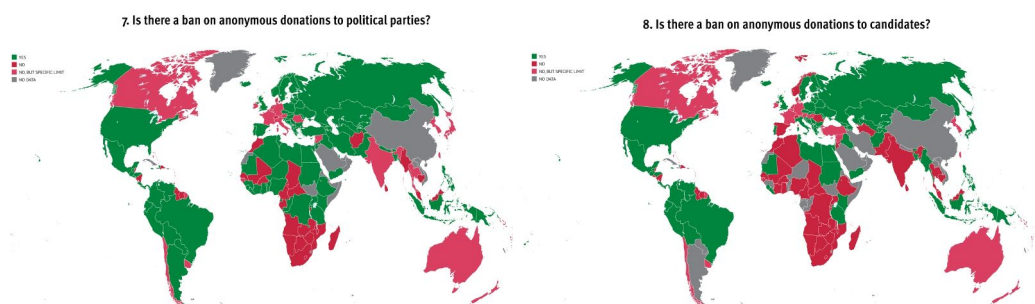 7. Is there a ban on anonymous donations to political parties?
YES
NO
NO, BUT SPECIFIC LIMIT
NO DATA
8. Is there a ban on anonymous donations to candidates?
YES
NO
NO, BUT SPECIFIC LIMIT
NO DATA